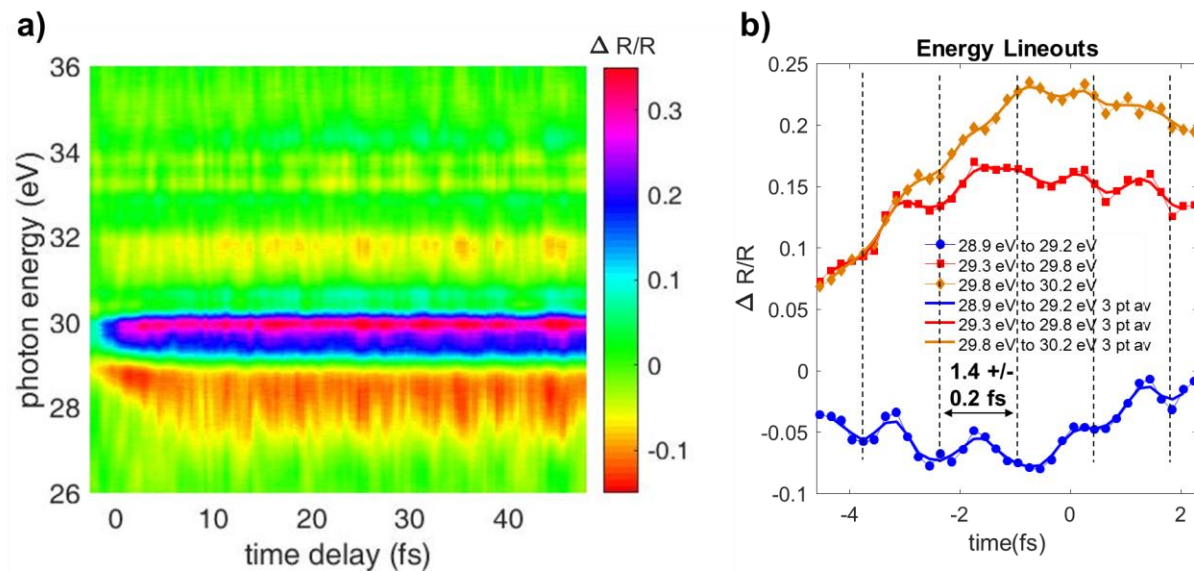 a)
Δ R/R
36
34
32
30
28
26
photon energy (eV)
0
10
20
30
40
time delay (fs)
0.3
0.2
0.1
0
-0.1
b)
Energy Lineouts
0.25
0.2
0.15
0.1
0.05
0
-0.05
-0.1
Δ R/R
28.9 eV to 29.2 eV
29.3 eV to 29.8 eV
29.8 eV to 30.2 eV
28.9 eV to 29.2 eV 3 pt av
29.3 eV to 29.8 eV 3 pt av
29.8 eV to 30.2 eV 3 pt av
1.4 +/-
0.2 fs
-4
-2
0
2
time(fs)